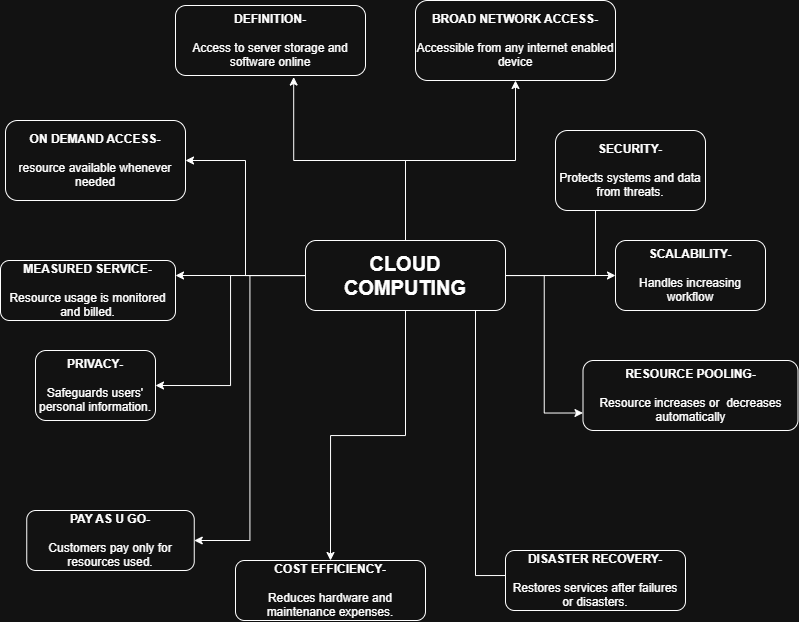 DEFINITION-
Access to server storage and
software online
BROAD NETWORK ACCESS-
Accessible from any internet enabled
device
ON DEMAND ACCESS-
resource available whenever
needed
SECURITY-
Protects systems and data
from threats.
CLOUD
COMPUTING
MEASURED SERVICE-
Resource usage is monitored
and billed.
SCALABILITY-
Handles increasing
workflow
PRIVACY-
Safeguards users'
personal information.
RESOURCE POOLING-
Resource increases or  decreases
automatically
PAY AS U GO-
Customers pay only for
resources used.
COST EFFICIENCY-
Reduces hardware and
maintenance expenses.
DISASTER RECOVERY-
Restores services after failures
or disasters.